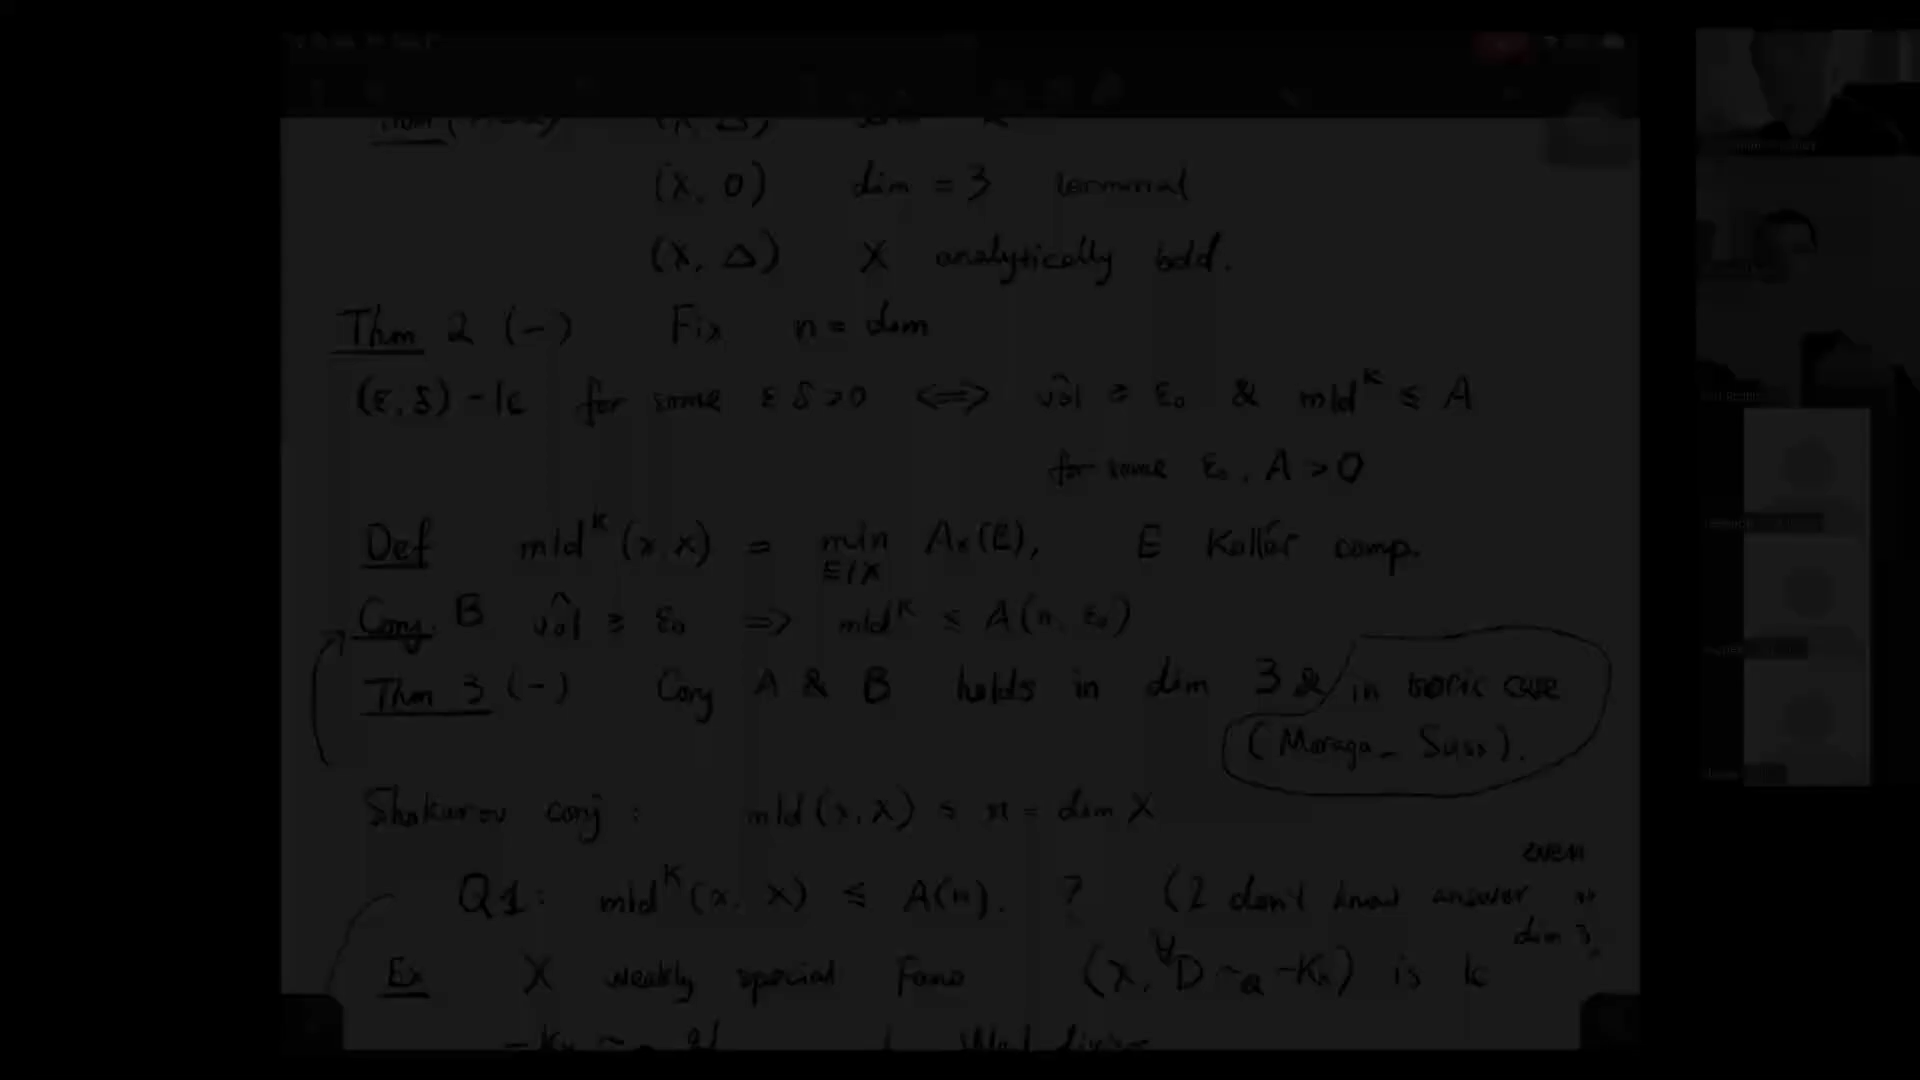 (X, 0) dim = 3 terminal
(X, Δ) X analytically bdd.
Thm 2 (-) Fix n = dim
(ε, δ) - lc for some ε δ > 0 ⟺ vol̂ ≥ ε₀ & mld^K ≤ A
for some ε₀, A > 0
Def mld^K (x, X) = min A_X(E), E Kollár comp.
E/X
Conj. B vol̂ ≥ ε₀ ⟹ mld^K ≤ A(n, ε₀)
Thm 3 (-) Conj A & B holds in dim 3 & in toric case
(Moraga - Süss).
Shokurov conj : mld (x, X) ≤ n = dim X
even
Q1: mld^K (x, X) ≤ A(n). ? (I don't know answer in
dim 3.
Ex X weakly special Fano (X, ∀D ~_Q -K_X) is lc